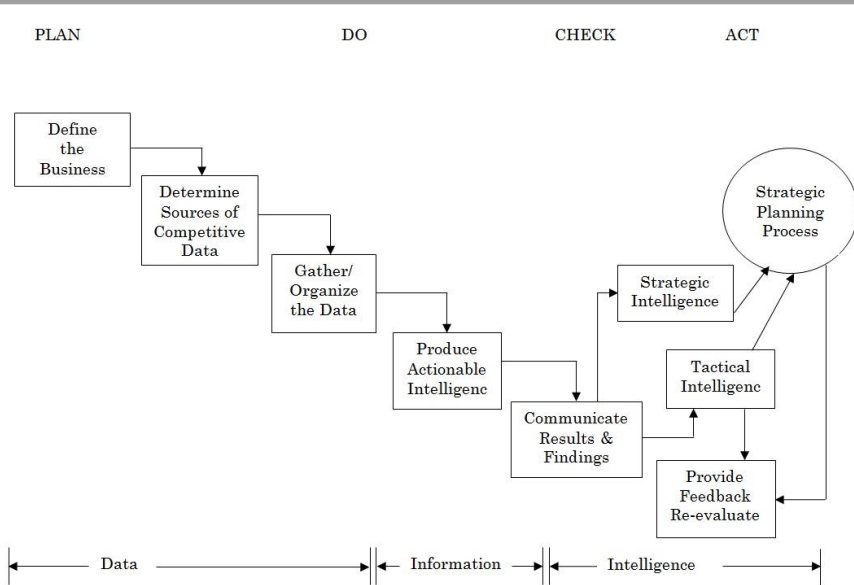 PLAN DO CHECK ACT
Define
the
Business
Determine
Sources of
Competitive
Data
Gather/
Organize
the Data
Produce
Actionable
Intelligenc
Communicate
Results &
Findings
Strategic
Intelligence
Tactical
Intelligenc
Strategic
Planning
Process
Provide
Feedback
Re-evaluate
Data Information Intelligence